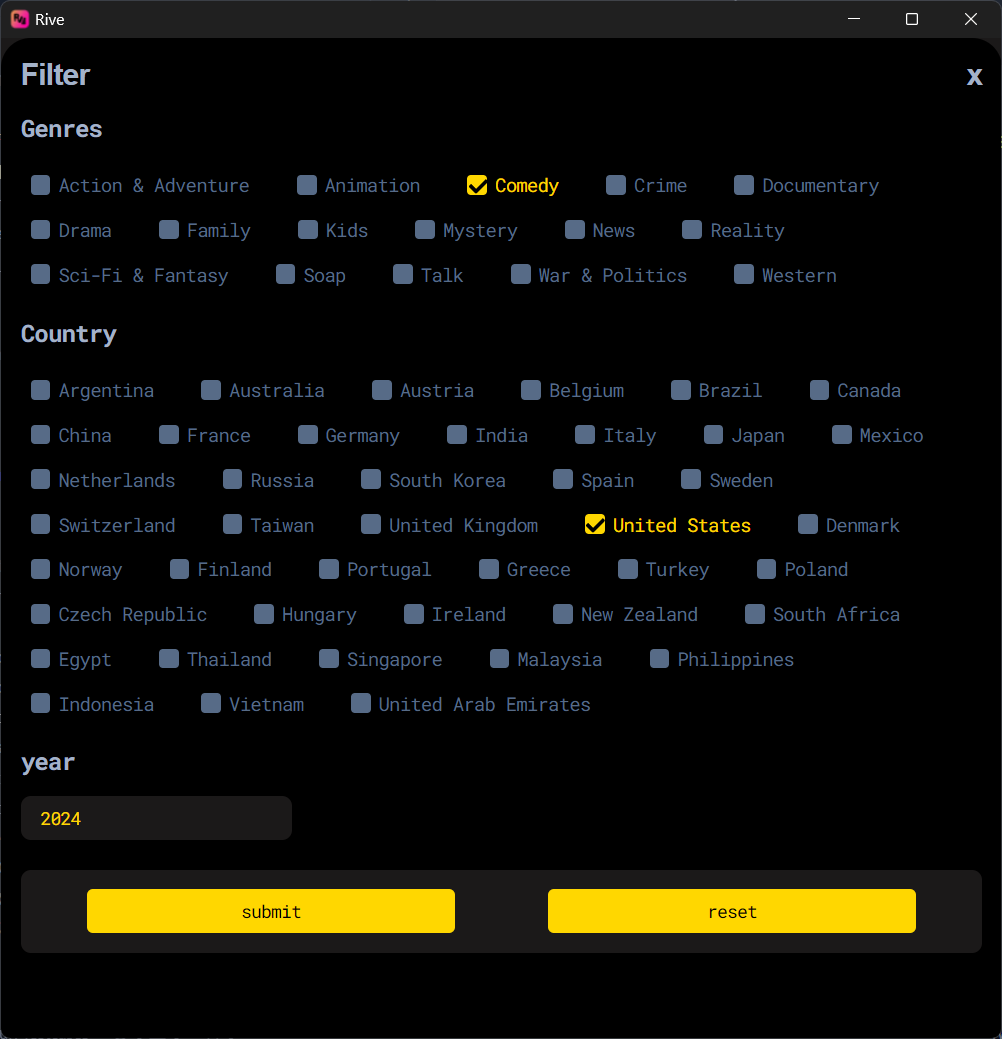 Rive
Filter x
Genres
Action & Adventure Animation Comedy Crime Documentary
Drama Family Kids Mystery News Reality
Sci-Fi & Fantasy Soap Talk War & Politics Western
Country
Argentina Australia Austria Belgium Brazil Canada
China France Germany India Italy Japan Mexico
Netherlands Russia South Korea Spain Sweden
Switzerland Taiwan United Kingdom United States Denmark
Norway Finland Portugal Greece Turkey Poland
Czech Republic Hungary Ireland New Zealand South Africa
Egypt Thailand Singapore Malaysia Philippines
Indonesia Vietnam United Arab Emirates
year
2024
submit reset